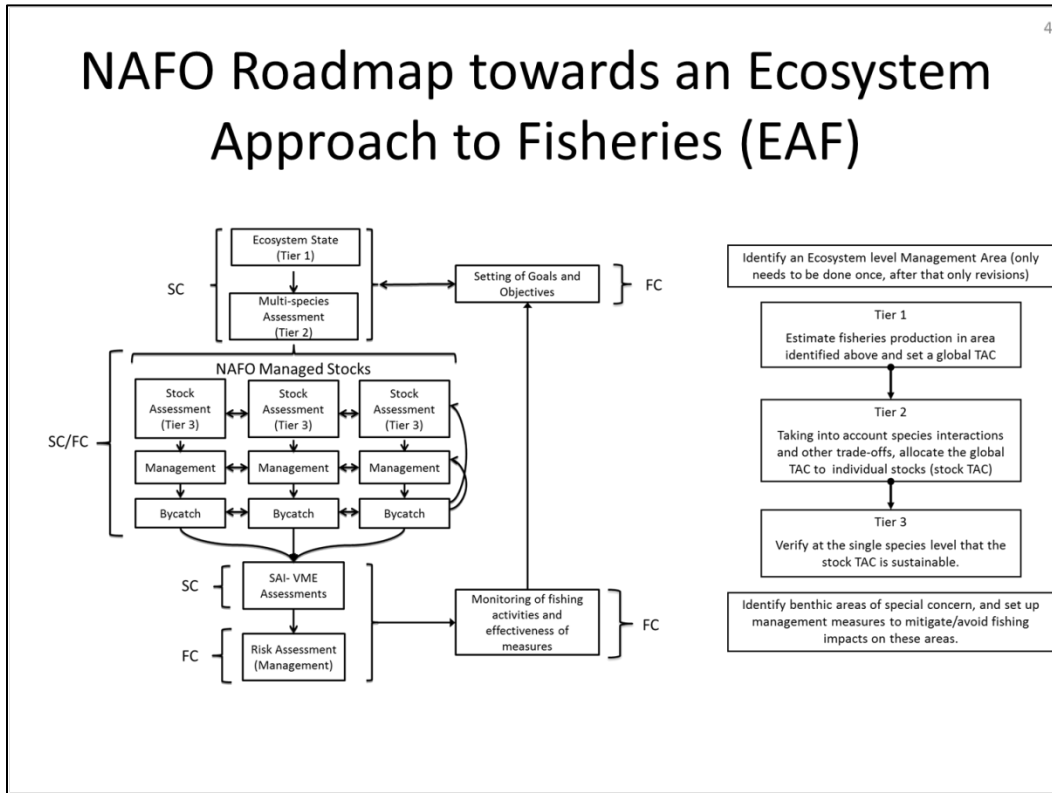 4
NAFO Roadmap towards an Ecosystem
Approach to Fisheries (EAF)
Ecosystem State
(Tier 1)
SC
Multi-species
Assessment
(Tier 2)
Setting of Goals and
Objectives
FC
NAFO Managed Stocks
SC/FC
Stock
Assessment
(Tier 3)
Stock
Assessment
(Tier 3)
Stock
Assessment
(Tier 3)
Management
Management
Management
Bycatch
Bycatch
Bycatch
SC
SAI- VME
Assessments
FC
Risk Assessment
(Management)
Monitoring of fishing
activities and
effectiveness of
measures
FC
Identify an Ecosystem level Management Area (only
needs to be done once, after that only revisions)
Tier 1
Estimate fisheries production in area
identified above and set a global TAC
Tier 2
Taking into account species interactions
and other trade-offs, allocate the global
TAC to individual stocks (stock TAC)
Tier 3
Verify at the single species level that the
stock TAC is sustainable.
Identify benthic areas of special concern, and set up
management measures to mitigate/avoid fishing
impacts on these areas.